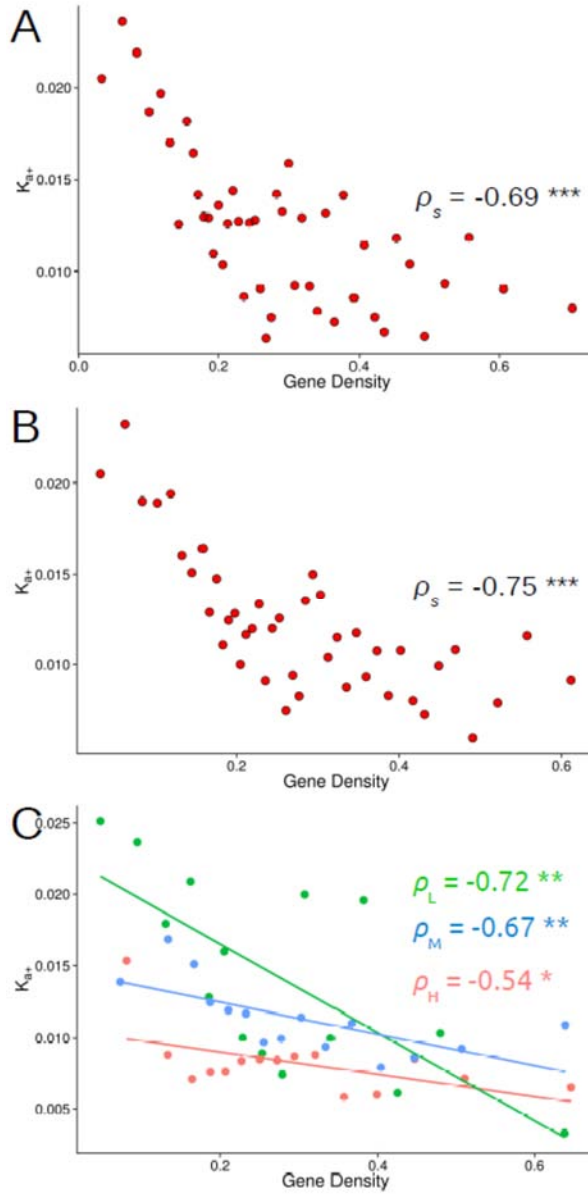 A
0.020
0.015
0.010
Ka+
ρs = -0.69 ***
0.0
0.2
0.4
0.6
Gene Density
B
0.020
0.015
0.010
Ka+
ρs = -0.75 ***
0.2
0.4
0.6
Gene Density
C
0.025
0.020
0.015
0.010
0.005
Ka+
ρL = -0.72 **
ρM = -0.67 **
ρH = -0.54 *
0.2
0.4
0.6
Gene Density